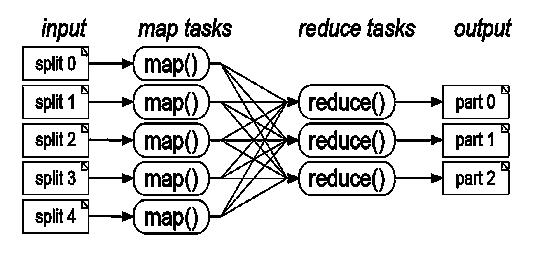 input map tasks reduce tasks output
split 0 map()
split 1 map() reduce() part 0
split 2 map() reduce() part 1
split 3 map() reduce() part 2
split 4 map()